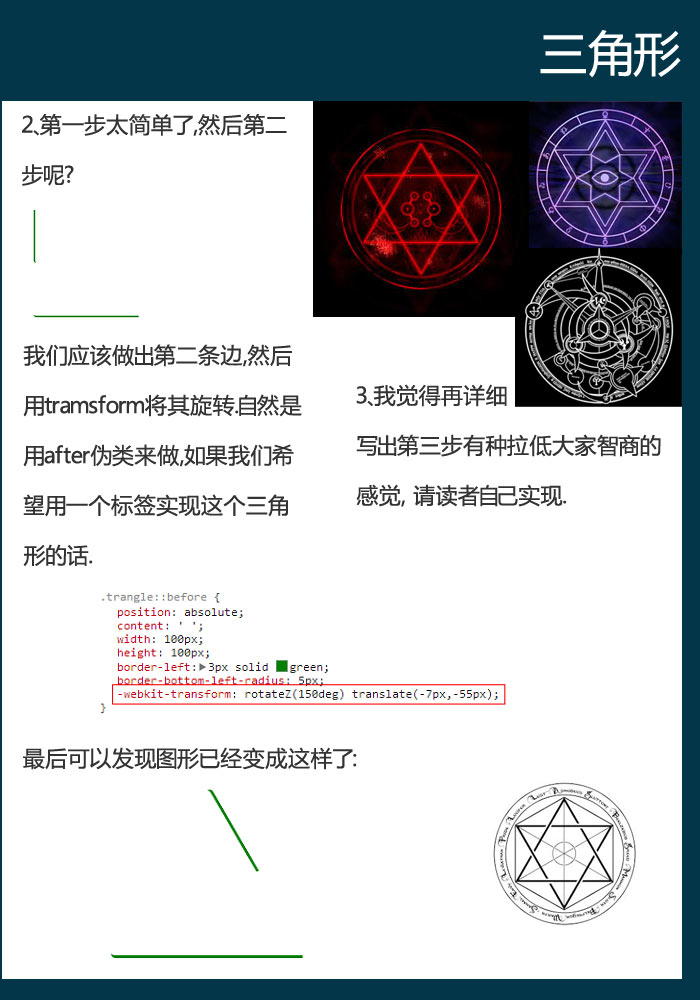 三角形
2、第一步太简单了,然后第二
步呢?
我们应该做出第二条边,然后
用tramsform将其旋转.自然是
用after伪类来做,如果我们希
望用一个标签实现这个三角
形的话.
3、我觉得再详细
写出第三步有种拉低大家智商的
感觉, 请读者自己实现.
.trangle::before {
position: absolute;
content: ' ';
width: 100px;
height: 100px;
border-left:▶3px solid green;
border-bottom-left-radius: 5px;
-webkit-transform: rotateZ(150deg) translate(-7px,-55px);
}
最后可以发现图形已经变成这样了: